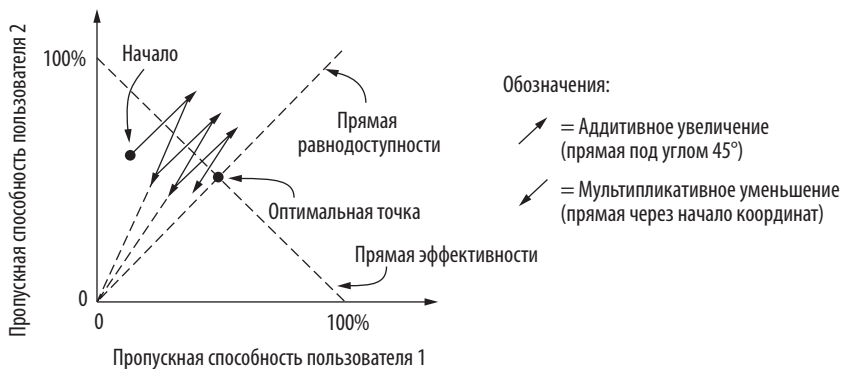 Пропускная способность пользователя 2
100%
Начало
Прямая
равнодоступности
Оптимальная точка
Прямая эффективности
0
0
100%
Пропускная способность пользователя 1
Обозначения:
= Аддитивное увеличение
(прямая под углом 45°)
= Мультипликативное уменьшение
(прямая через начало координат)